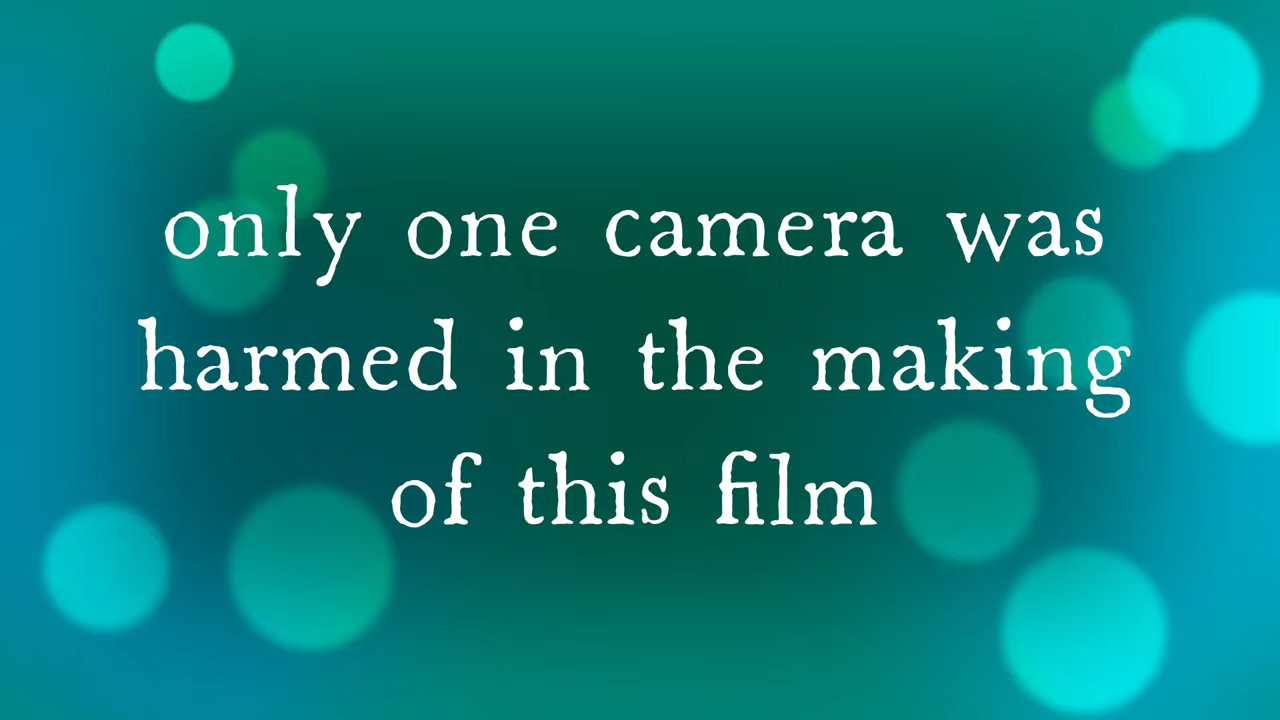 only one camera was
harmed in the making
of this film